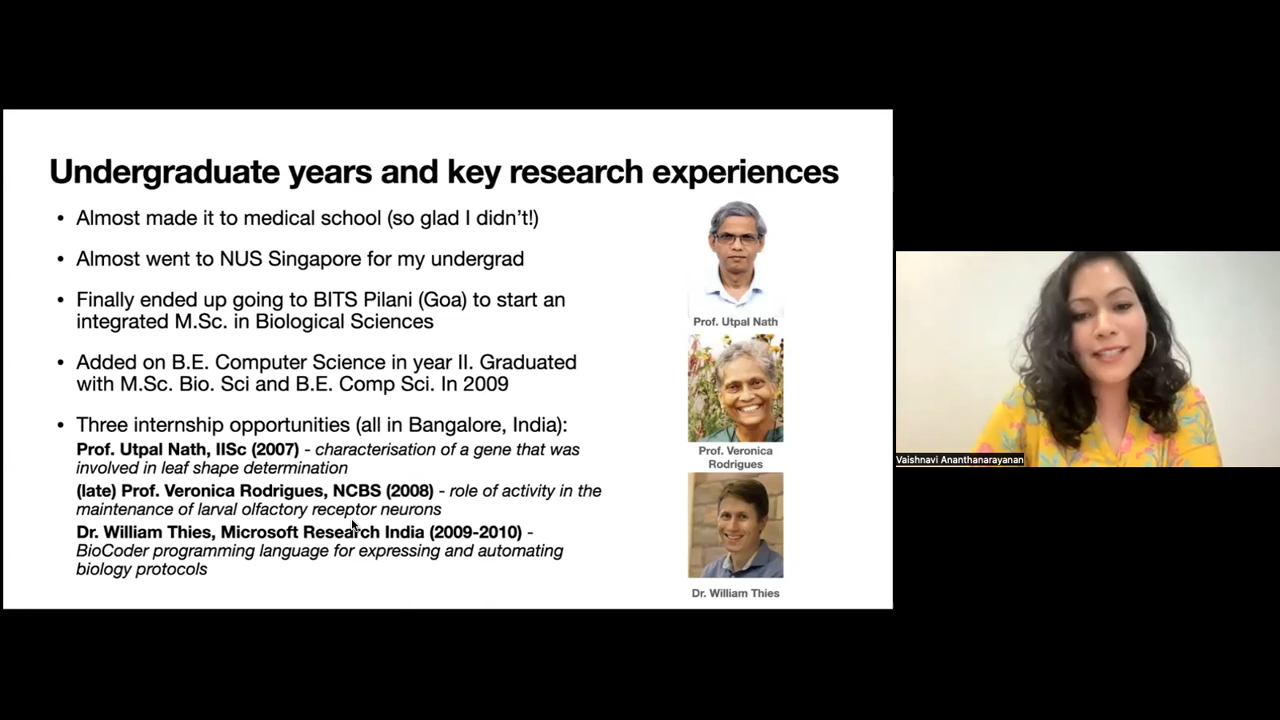 Undergraduate years and key research experiences
• Almost made it to medical school (so glad I didn't!)
• Almost went to NUS Singapore for my undergrad
• Finally ended up going to BITS Pilani (Goa) to start an
integrated M.Sc. in Biological Sciences
• Added on B.E. Computer Science in year II. Graduated
with M.Sc. Bio. Sci and B.E. Comp Sci. In 2009
• Three internship opportunities (all in Bangalore, India):
Prof. Utpal Nath, IISc (2007) - characterisation of a gene that was
involved in leaf shape determination
(late) Prof. Veronica Rodrigues, NCBS (2008) - role of activity in the
maintenance of larval olfactory receptor neurons
Dr. William Thies, Microsoft Research India (2009-2010) -
BioCoder programming language for expressing and automating
biology protocols
Prof. Utpal Nath
Prof. Veronica
Rodrigues
Dr. William Thies
Vaishnavi Ananthanarayanan